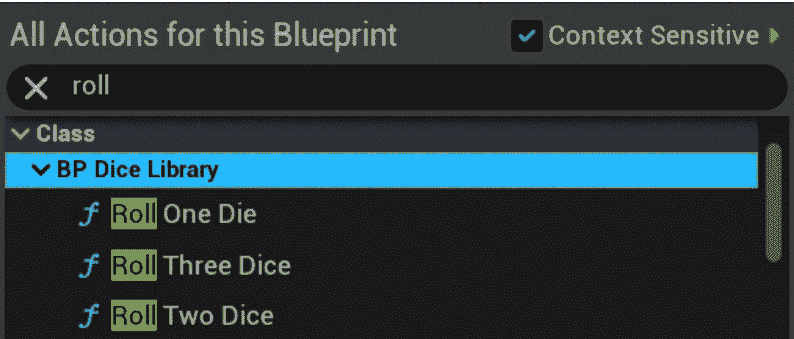 All Actions for this Blueprint Context Sensitive
roll
Class
BP Dice Library
f Roll One Die
f Roll Three Dice
f Roll Two Dice